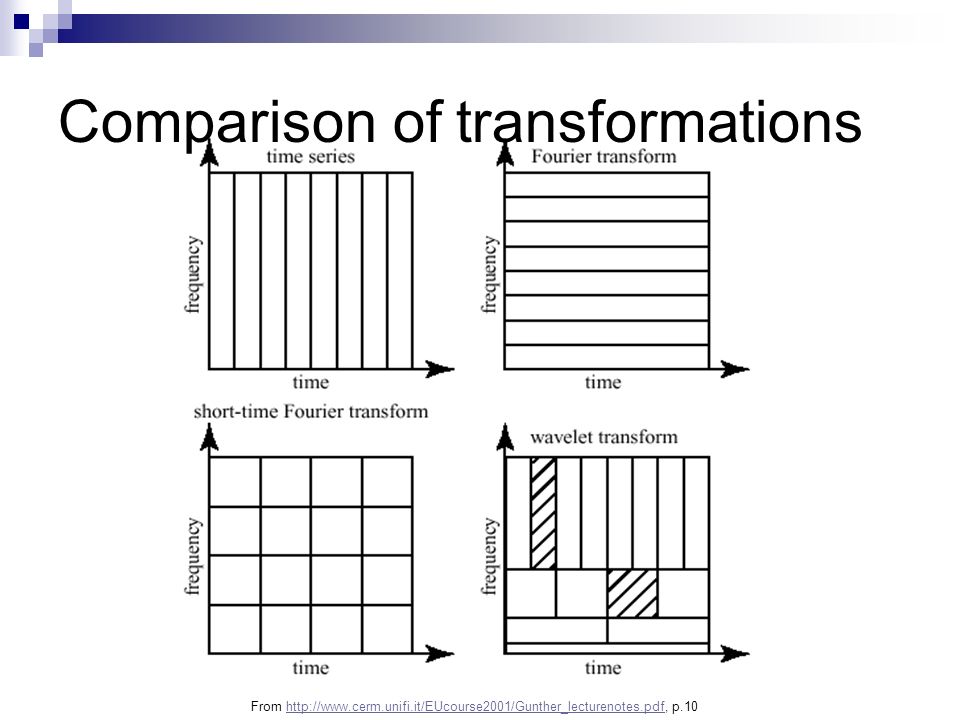 Comparison of transformations
time series
frequency
time
Fourier transform
frequency
time
short-time Fourier transform
frequency
time
wavelet transform
frequency
time
From http://www.cerm.unifi.it/EUcourse2001/Gunther_lecturenotes.pdf, p.10